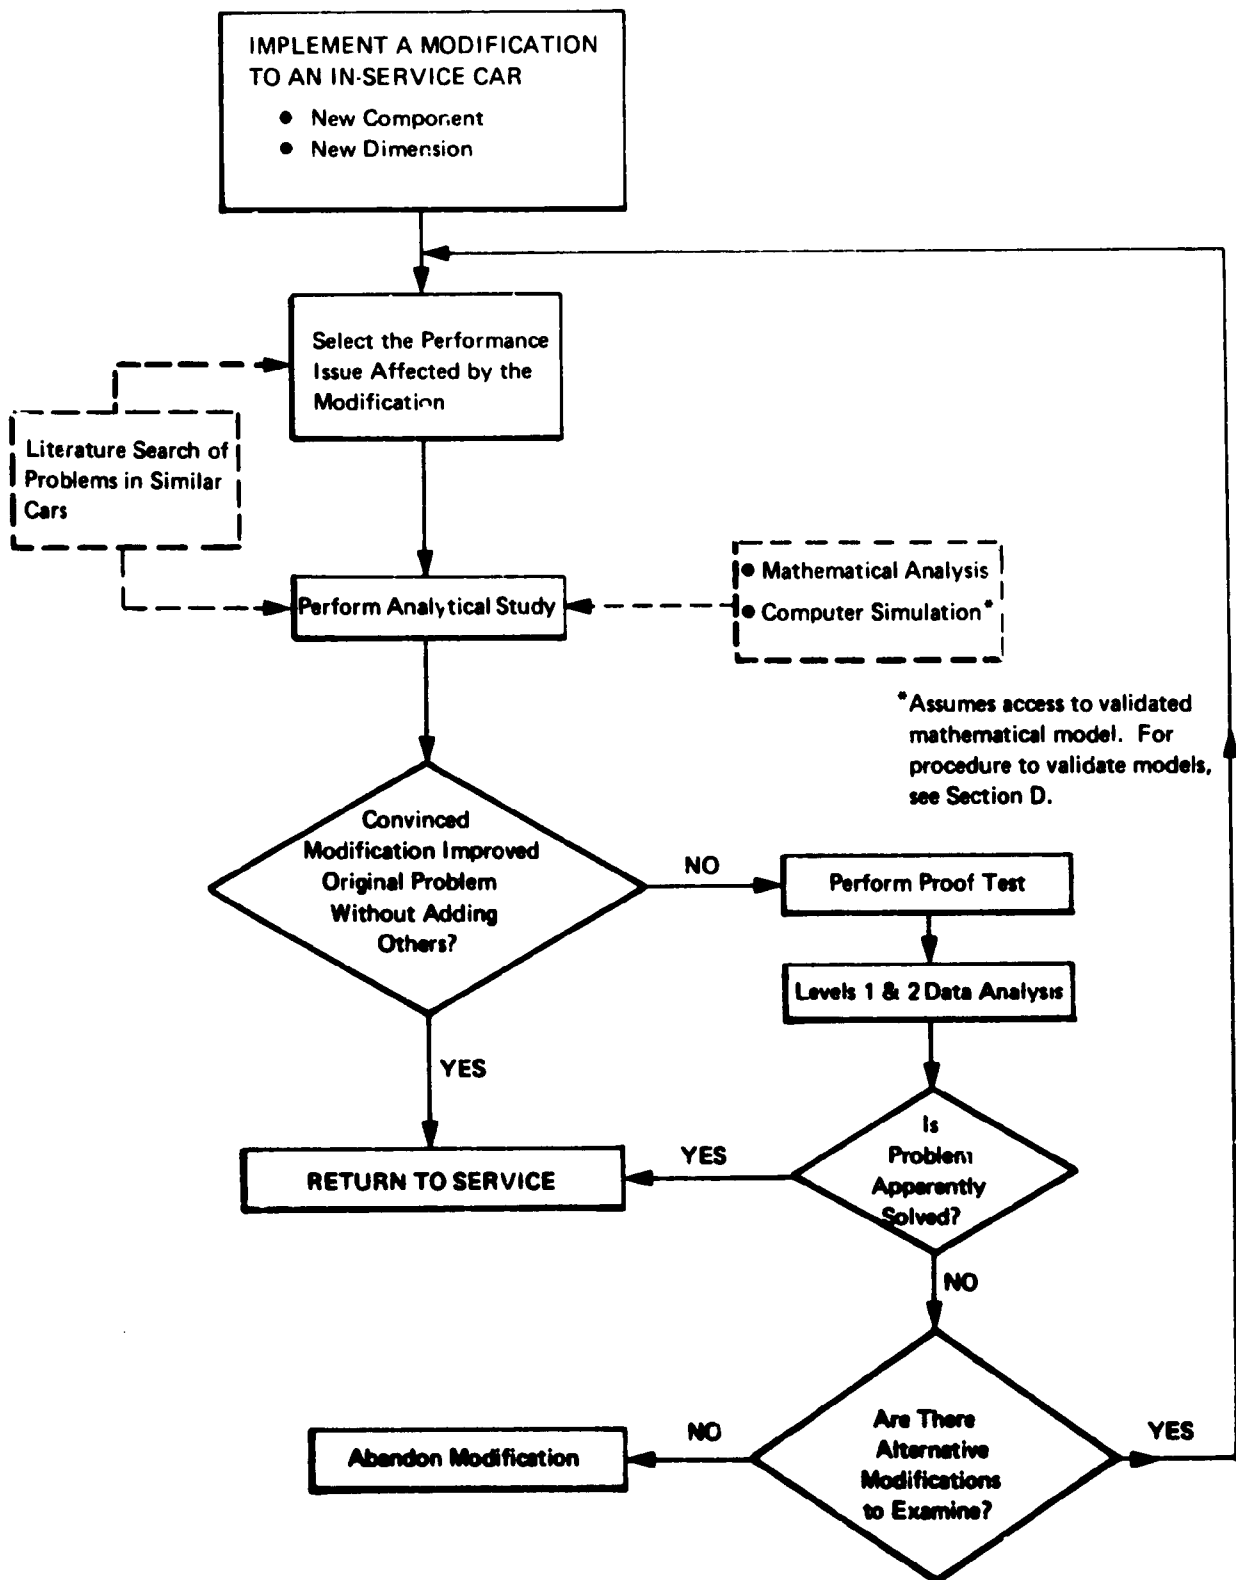 IMPLEMENT A MODIFICATION
TO AN IN-SERVICE CAR
● New Component
● New Dimension
Select the Performance
Issue Affected by the
Modification
Literature Search of
Problems in Similar
Cars
Perform Analytical Study
● Mathematical Analysis
● Computer Simulation*
*Assumes access to validated
mathematical model. For
procedure to validate models,
see Section D.
Convinced
Modification Improved
Original Problem
Without Adding
Others?
NO
Perform Proof Test
Levels 1 & 2 Data Analysis
YES
Is
Problem
Apparently
Solved?
YES
RETURN TO SERVICE
NO
Are There
Alternative
Modifications
to Examine?
NO
YES
Abandon Modification